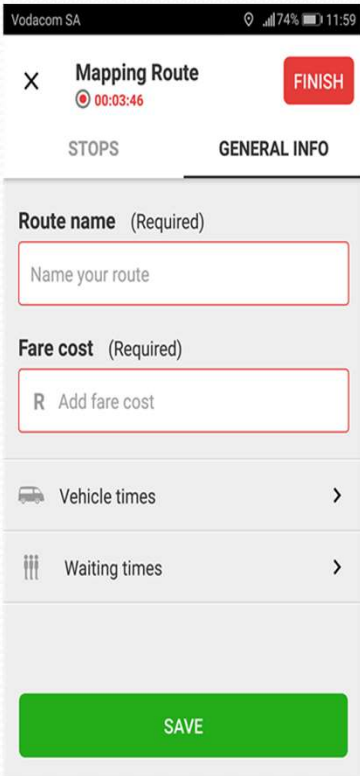 Vodacom SA 74% 11:59
Mapping Route
00:03:46
FINISH
STOPS GENERAL INFO
Route name (Required)
Name your route
Fare cost (Required)
R Add fare cost
Vehicle times
Waiting times
SAVE